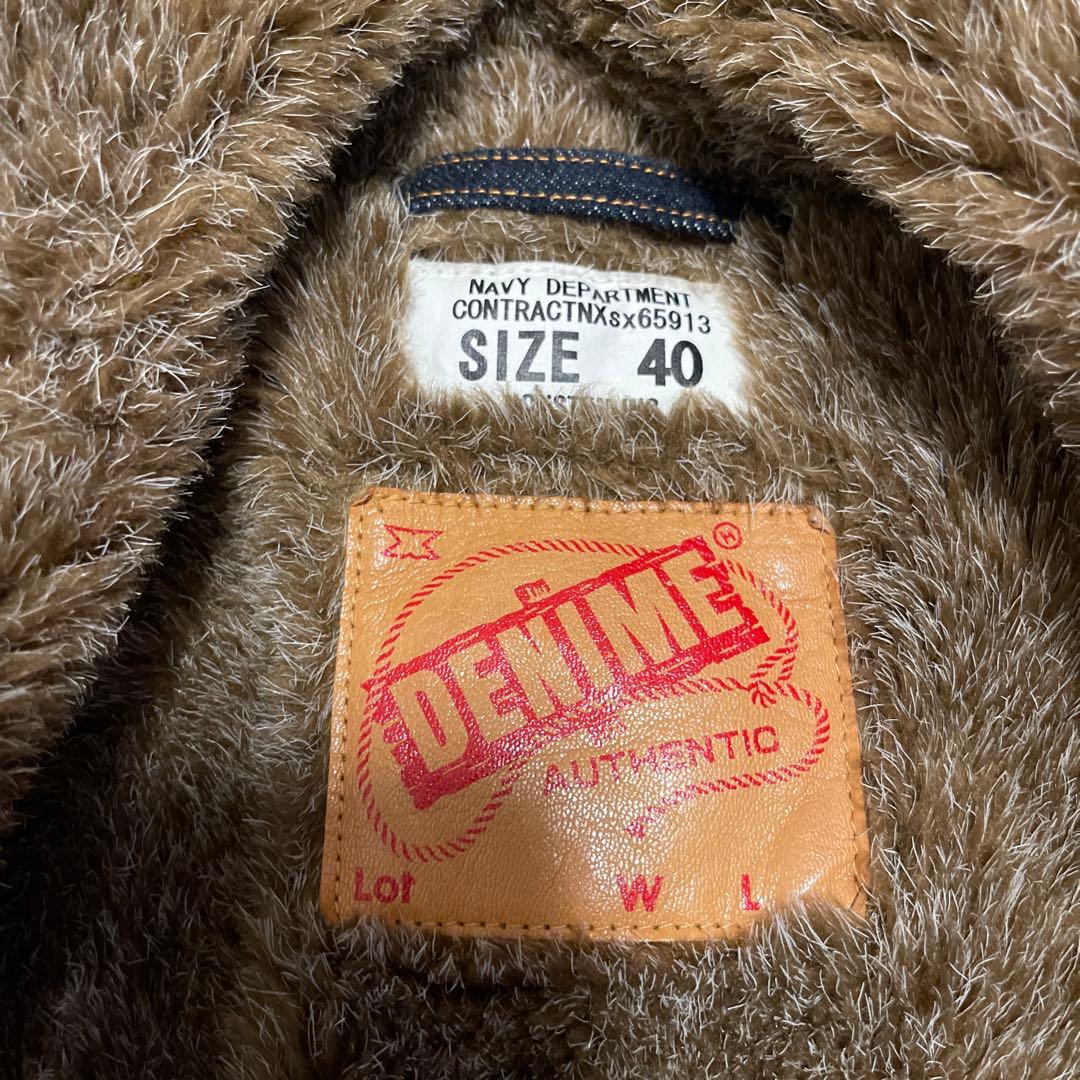 NAVY DEPARTMENT
CONTRACTNXsx65913
SIZE 40
DENIME
AUTHENTIC
Lot W L